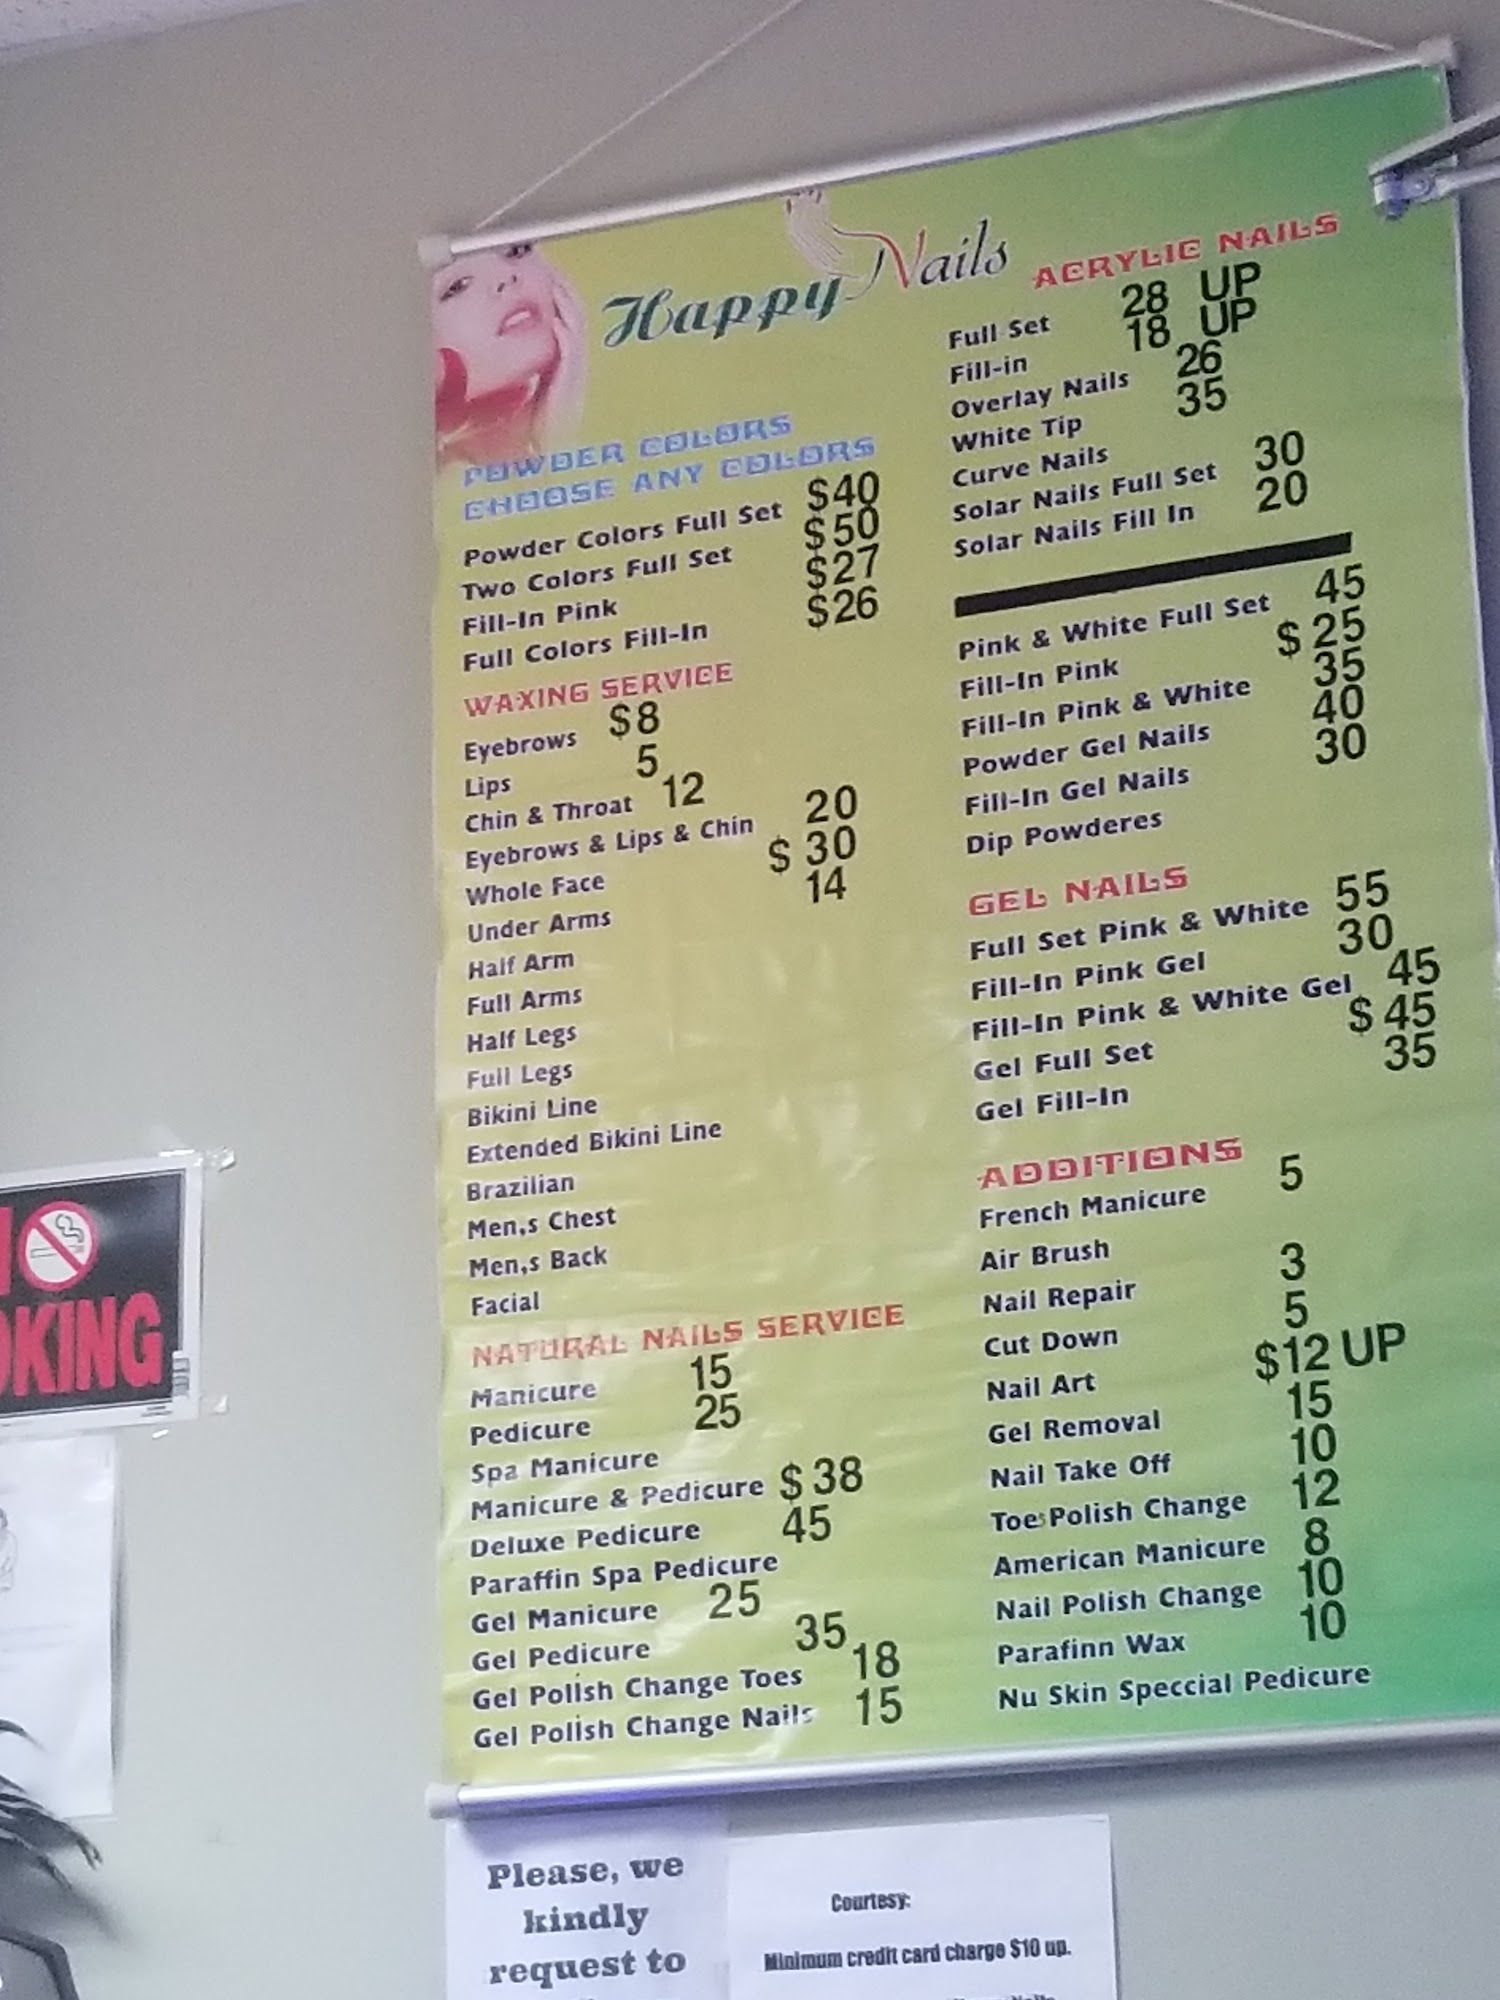 Happy Nails
POWDER COLORS
CHOOSE ANY COLORS
Powder Colors Full Set $40
Two Colors Full Set $50
Fill-In Pink $27
Full Colors Fill-In $26
WAXING SERVICE
Eyebrows $8
Lips 5
Chin & Throat 12
Eyebrows & Lips & Chin 20
Whole Face $30
Under Arms 14
Half Arm
Full Arms
Half Legs
Full Legs
Bikini Line
Extended Bikini Line
Brazilian
Men,s Chest
Men,s Back
Facial
NATURAL NAILS SERVICE
Manicure 15
Pedicure 25
Spa Manicure
Manicure & Pedicure $38
Deluxe Pedicure 45
Paraffin Spa Pedicure
Gel Manicure 25
Gel Pedicure 35
Gel Polish Change Toes 18
Gel Polish Change Nails 15
ACRYLIC NAILS
Full Set 28 UP
Fill-in 18 UP
Overlay Nails 26
White Tip 35
Curve Nails
Solar Nails Full Set 30
Solar Nails Fill In 20
Pink & White Full Set 45
Fill-In Pink $25
Fill-In Pink & White 35
Powder Gel Nails 40
Fill-In Gel Nails 30
Dip Powderes
GEL NAILS
Full Set Pink & White 55
Fill-In Pink Gel 30
Fill-In Pink & White Gel 45
Gel Full Set $45
Gel Fill-In 35
ADDITIONS
French Manicure 5
Air Brush
Nail Repair 3
Cut Down 5
Nail Art $12 UP
Gel Removal 15
Nail Take Off 10
Toes Polish Change 12
American Manicure 8
Nail Polish Change 10
Parafinn Wax 10
Nu Skin Speccial Pedicure
OKING
Please, we
kindly
request to
Courtesy:
Minimum credit card charge $10 up.